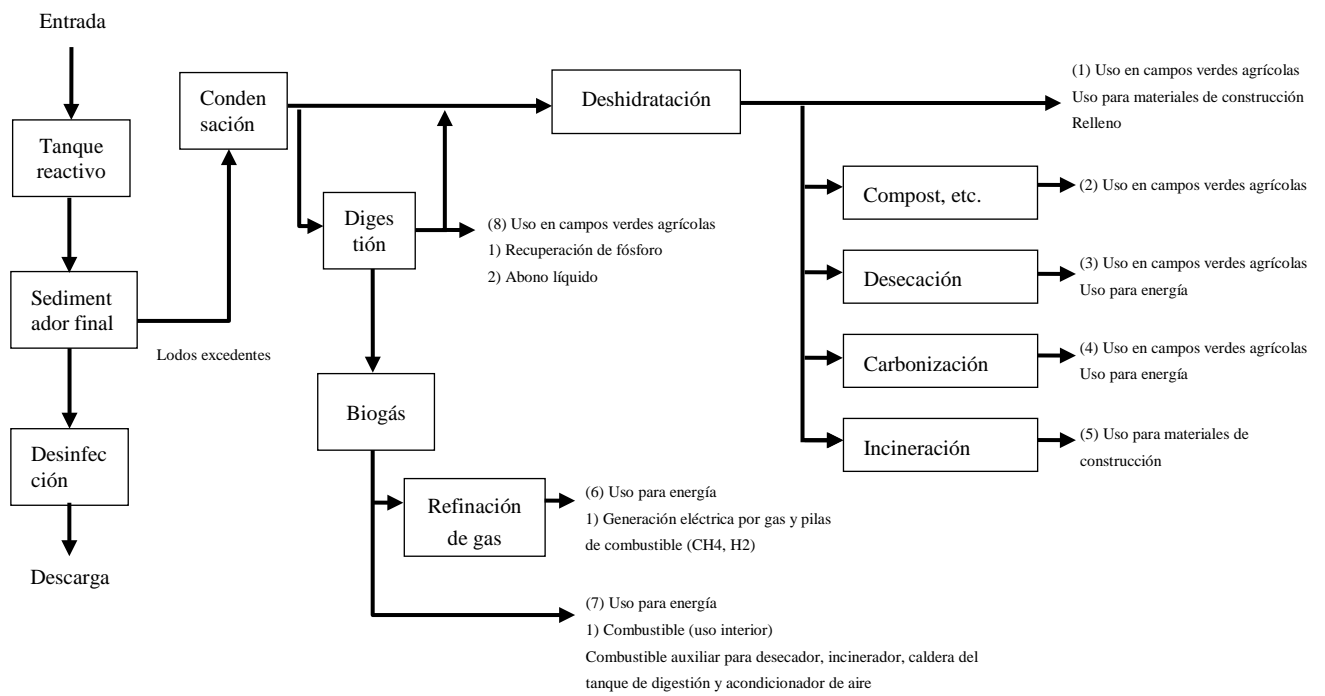 Entrada
Tanque
reactivo
Sediment
ador final
Lodos excedentes
Desinfec
ción
Descarga
Conden
sación
Diges
tión
(8) Uso en campos verdes agrícolas
1) Recuperación de fósforo
2) Abono líquido
Biogás
Refinación
de gas
(6) Uso para energía
1) Generación eléctrica por gas y pilas
de combustible (CH4, H2)
(7) Uso para energía
1) Combustible (uso interior)
Combustible auxiliar para desecador, incinerador, caldera del
tanque de digestión y acondicionador de aire
Deshidratación
(1) Uso en campos verdes agrícolas
Uso para materiales de construcción
Relleno
Compost, etc.
(2) Uso en campos verdes agrícolas
Desecación
(3) Uso en campos verdes agrícolas
Uso para energía
Carbonización
(4) Uso en campos verdes agrícolas
Uso para energía
Incineración
(5) Uso para materiales de
construcción